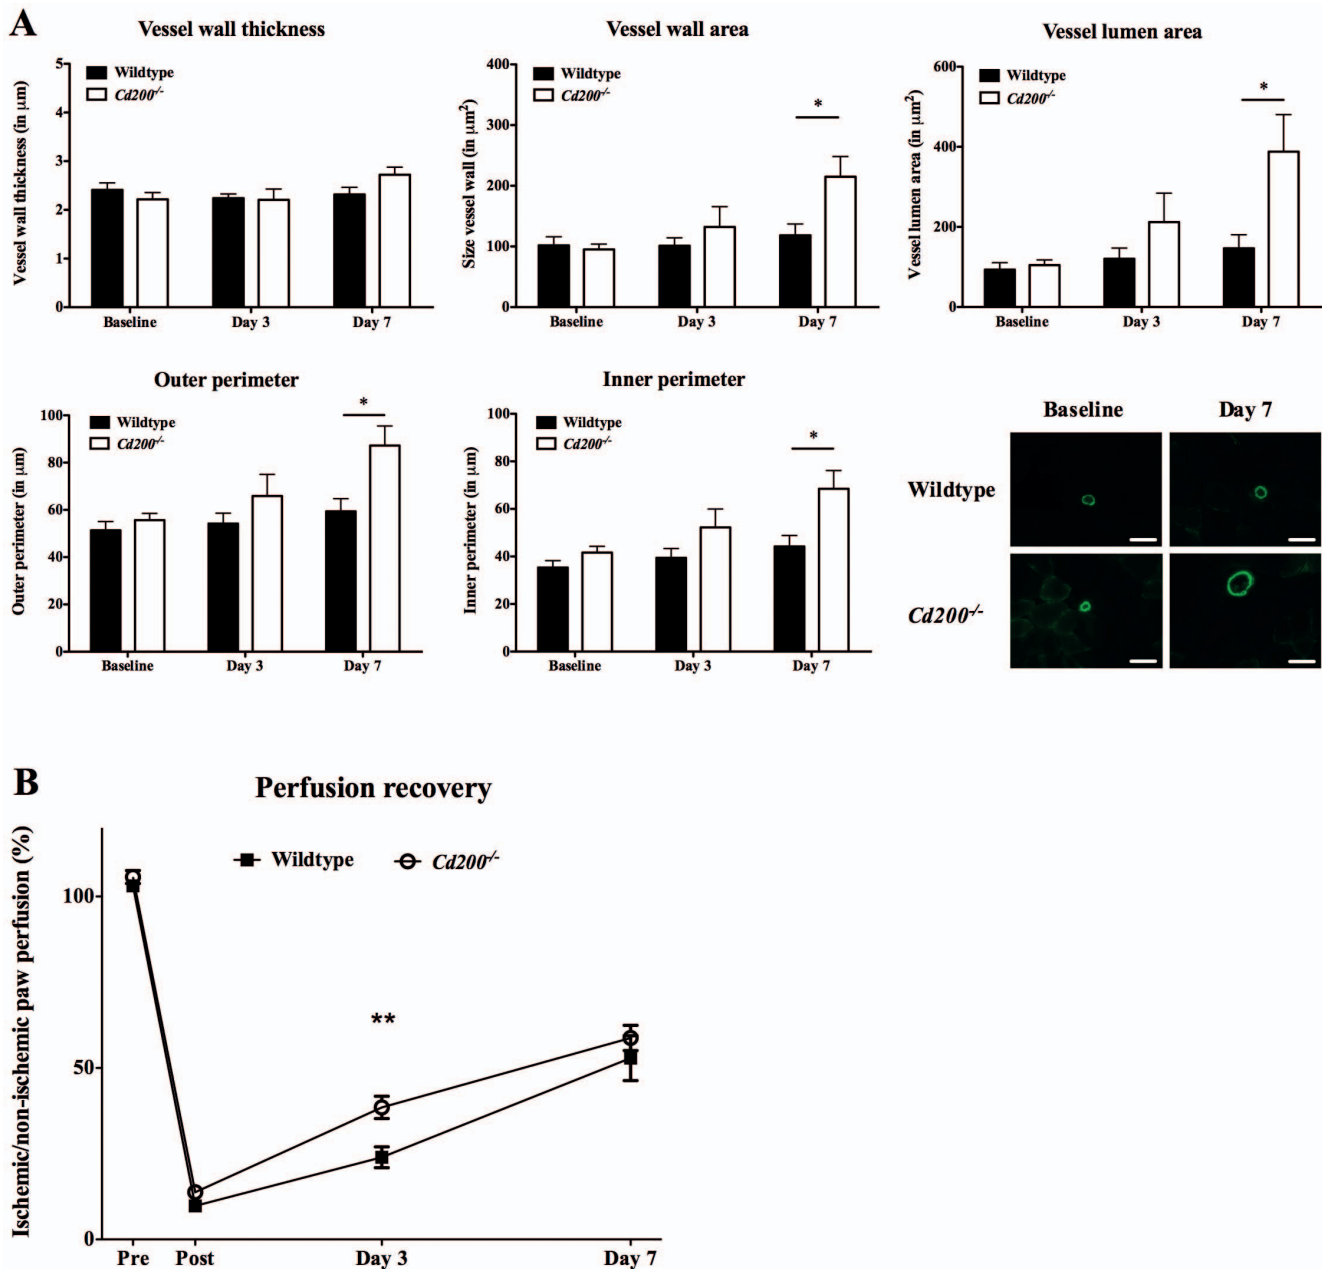 A
Vessel wall thickness
Vessel wall thickness (in μm)
5
4
3
2
1
0
Wildtype
Cd200-/-
Baseline
Day 3
Day 7
Vessel wall area
Size vessel wall (in μm2)
400
300
200
100
0
Wildtype
Cd200-/-
*
Baseline
Day 3
Day 7
Vessel lumen area
Vessel lumen area (in μm2)
600
400
200
0
Wildtype
Cd200-/-
*
Baseline
Day 3
Day 7
Outer perimeter
Outer perimeter (in μm)
100
80
60
40
20
0
Wildtype
Cd200-/-
*
Baseline
Day 3
Day 7
Inner perimeter
Inner perimeter (in μm)
100
80
60
40
20
0
Wildtype
Cd200-/-
*
Baseline
Day 3
Day 7
Baseline
Day 7
Wildtype
Cd200-/-
B
Perfusion recovery
Ischemic/non-ischemic paw perfusion (%)
100
50
0
Wildtype
Cd200-/-
**
Pre
Post
Day 3
Day 7